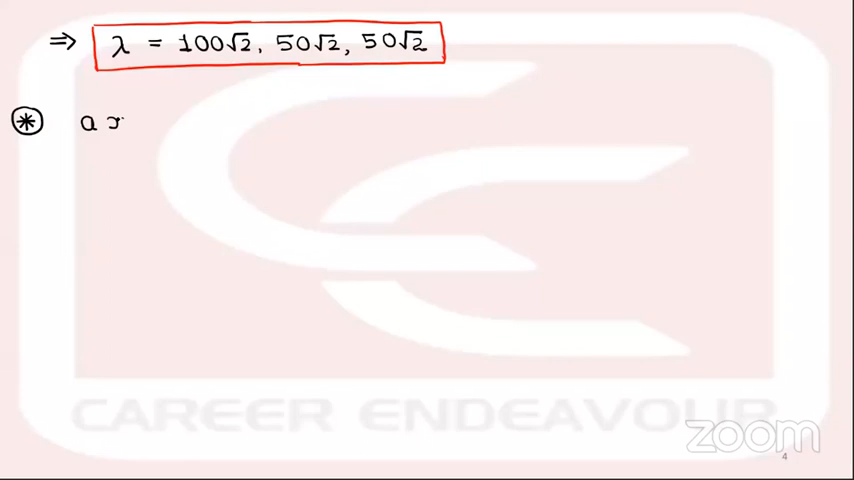 ⇒ λ = 100√2, 50√2, 50√2
⊛ a x
CAREER ENDEAVOUR
zoom
4